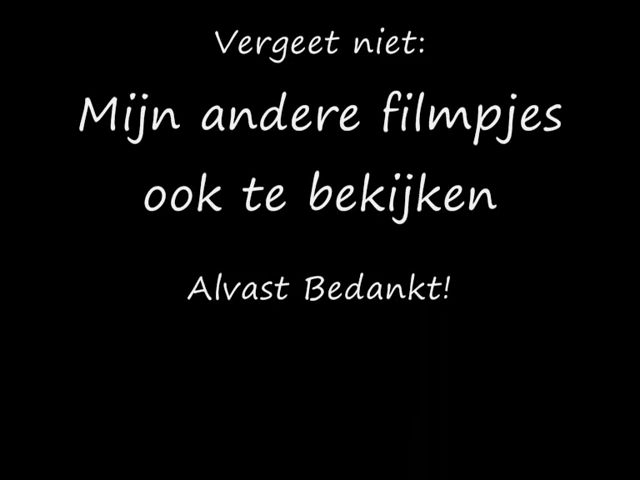 Vergeet niet:
Mijn andere filmpjes
ook te bekijken
Alvast Bedankt!